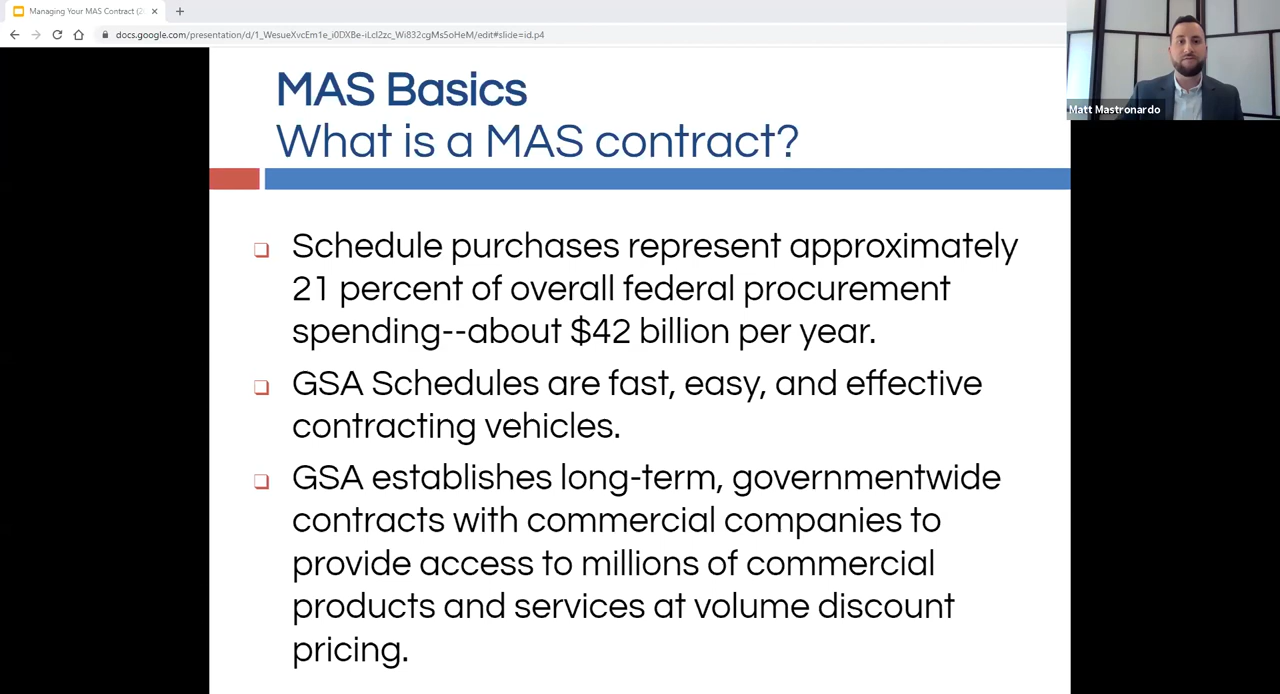 Managing Your MAS Contract (2
docs.google.com/presentation/d/1_WesueXvcEm1e_i0DXBe-iLcl2zc_Wi832cgMs5oHeM/edit#slide=id.p4
Matt Mastronardo
MAS Basics
What is a MAS contract?
Schedule purchases represent approximately
21 percent of overall federal procurement
spending--about $42 billion per year.
GSA Schedules are fast, easy, and effective
contracting vehicles.
GSA establishes long-term, governmentwide
contracts with commercial companies to
provide access to millions of commercial
products and services at volume discount
pricing.